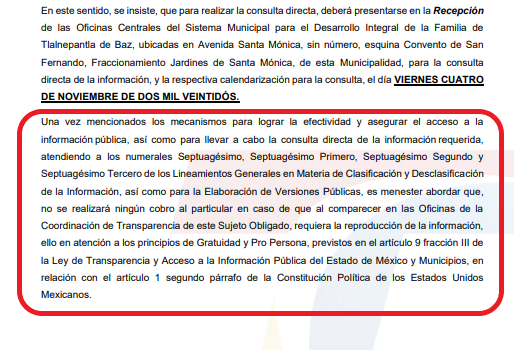 En este sentido, se insiste, que para realizar la consulta directa, deberá presentarse en la Recepción
de las Oficinas Centrales del Sistema Municipal para el Desarrollo Integral de la Familia de
Tlalnepantla de Baz, ubicadas en Avenida Santa Mónica, sin número, esquina Convento de San
Fernando, Fraccionamiento Jardines de Santa Mónica, de esta Municipalidad, para la consulta
directa de la información, y la respectiva calendarización para la consulta, el día VIERNES CUATRO
DE NOVIEMBRE DE DOS MIL VEINTIDÓS.
Una vez mencionados los mecanismos para lograr la efectividad y asegurar el acceso a la
información pública, así como para llevar a cabo la consulta directa de la información requerida,
atendiendo a los numerales Septuagésimo, Septuagésimo Primero, Septuagésimo Segundo y
Septuagésimo Tercero de los Lineamientos Generales en Materia de Clasificación y Desclasificación
de la Información, así como para la Elaboración de Versiones Públicas, es menester abordar que,
no se realizará ningún cobro al particular en caso de que al comparecer en las Oficinas de la
Coordinación de Transparencia de este Sujeto Obligado, requiera la reproducción de la información,
ello en atención a los principios de Gratuidad y Pro Persona, previstos en el artículo 9 fracción III de
la Ley de Transparencia y Acceso a la Información Pública del Estado de México y Municipios, en
relación con el artículo 1 segundo párrafo de la Constitución Política de los Estados Unidos
Mexicanos.